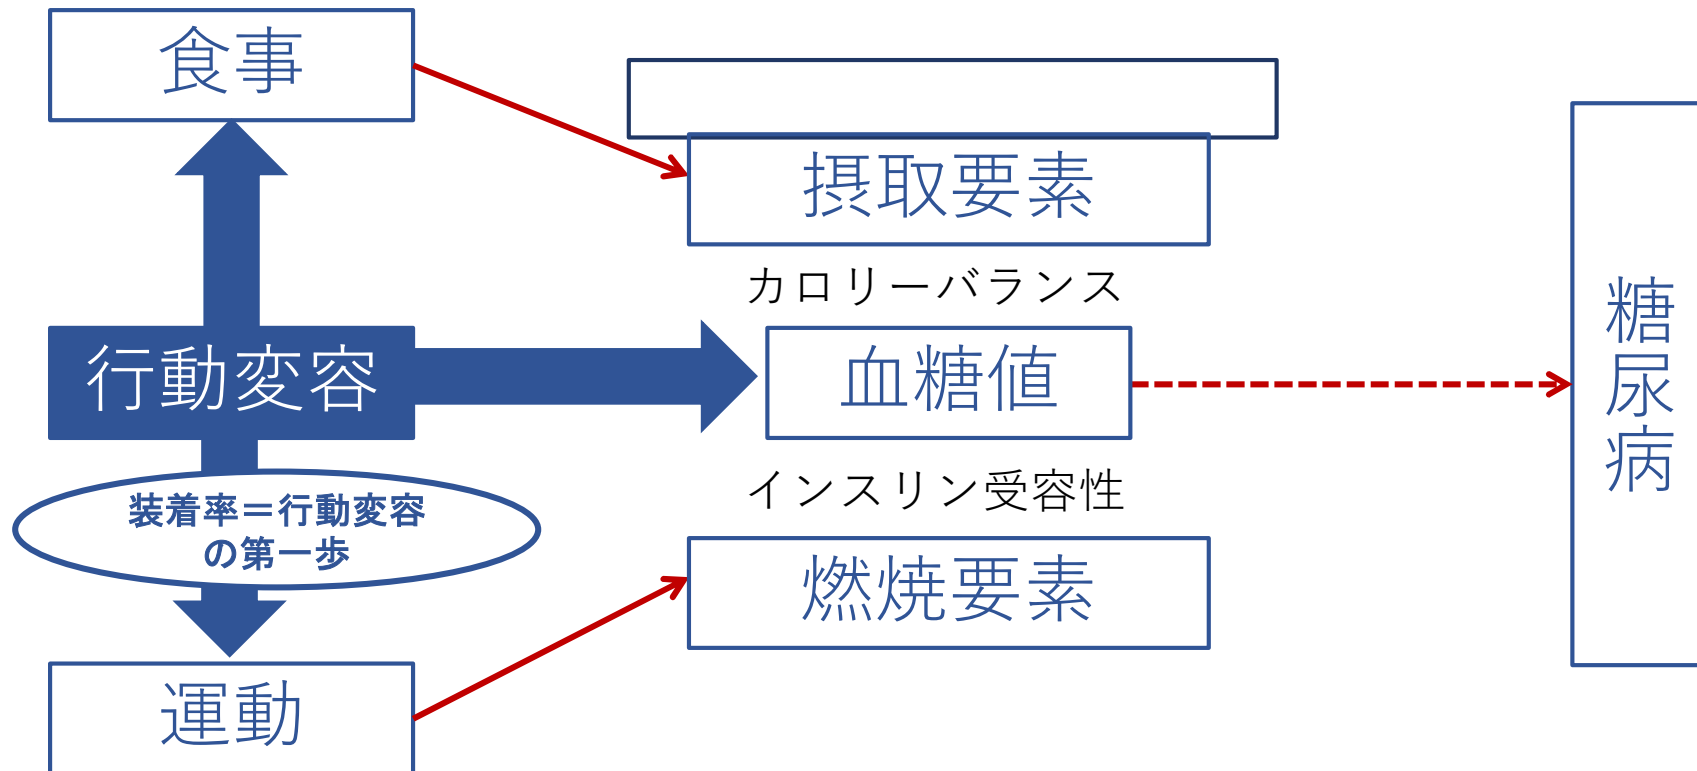 食事
摂取要素
カロリーバランス
行動変容
血糖値
糖尿病
インスリン受容性
装着率＝行動変容
の第一歩
燃焼要素
運動